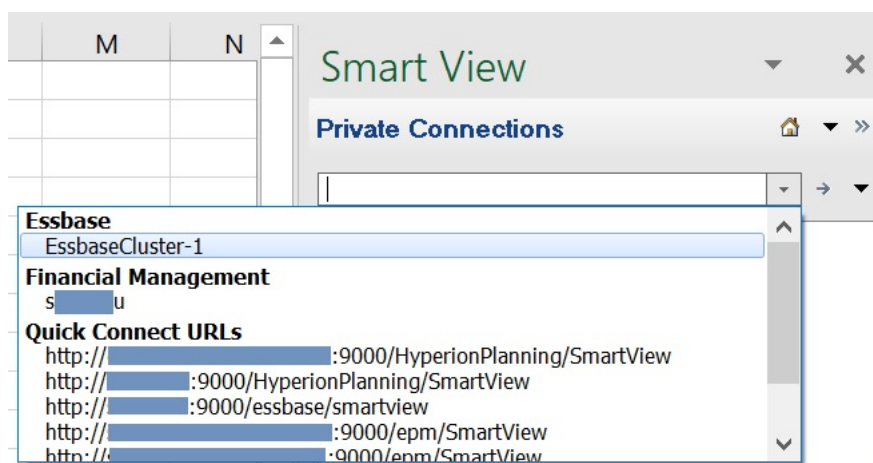 M N
Smart View
Private Connections
Essbase
EssbaseCluster-1
Financial Management
s u
Quick Connect URLs
http:// :9000/HyperionPlanning/SmartView
http:// :9000/HyperionPlanning/SmartView
http:// :9000/essbase/smartview
http:// :9000/epm/SmartView
http:// :9000/epm/SmartView